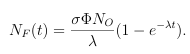 N_F(t) = \frac{\sigma \Phi N_O}{\lambda} (1 - e^{-\lambda t}).